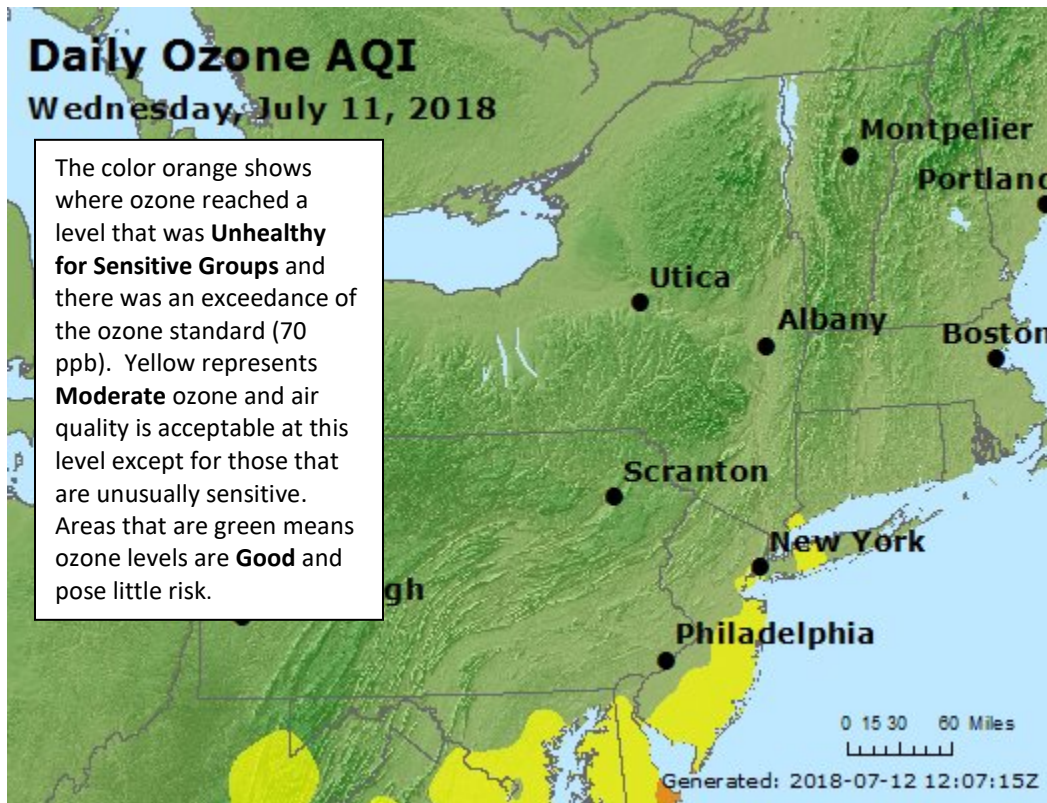 Daily Ozone AQI
Wednesday, July 11, 2018
The color orange shows
where ozone reached a
level that was Unhealthy
for Sensitive Groups and
there was an exceedance of
the ozone standard (70
ppb). Yellow represents
Moderate ozone and air
quality is acceptable at this
level except for those that
are unusually sensitive.
Areas that are green means
ozone levels are Good and
pose little risk.
Montpelier
Portland
Utica
Albany
Boston
Scranton
New York
gh
Philadelphia
0 15 30 60 Miles
Generated: 2018-07-12 12:07:15Z